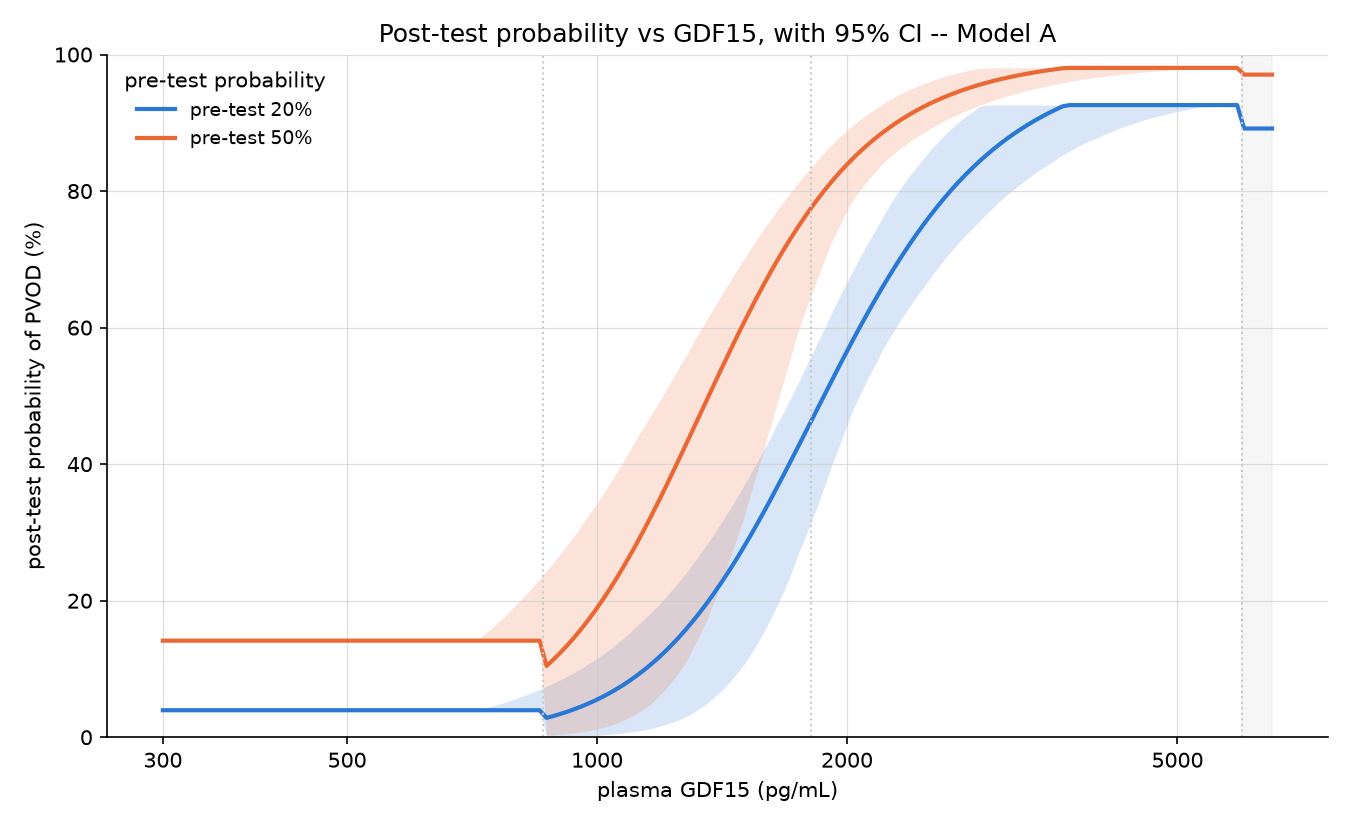 Post-test probability vs GDF15, with 95% CI -- Model A
post-test probability of PVOD (%)
100
80
60
40
20
0
pre-test probability
pre-test 20%
pre-test 50%
300
500
1000
2000
5000
plasma GDF15 (pg/mL)